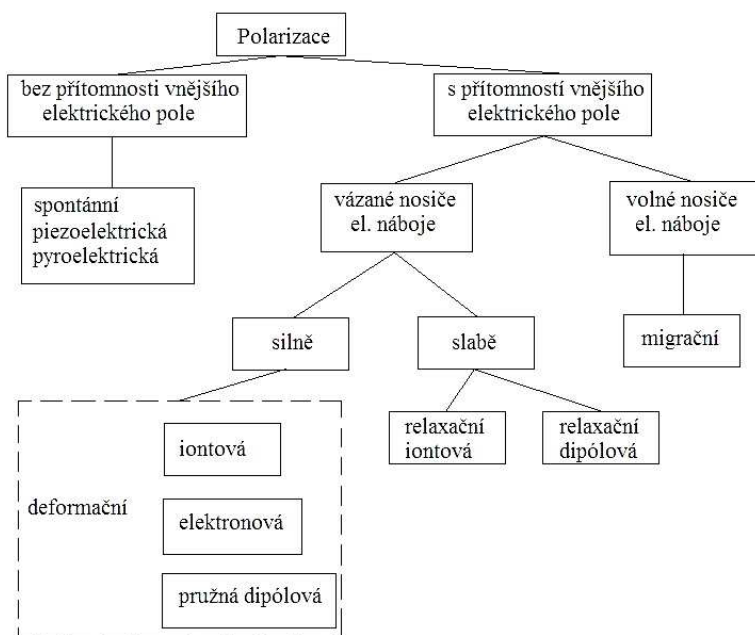 Polarizace
bez přítomnosti vnějšího
elektrického pole
s přítomností vnějšího
elektrického pole
spontánní
piezoelektrická
pyroelektrická
vázané nosiče
el. náboje
volné nosiče
el. náboje
silně
slabě
migrační
relaxační
iontová
relaxační
dipólová
deformační
iontová
elektronová
pružná dipólová